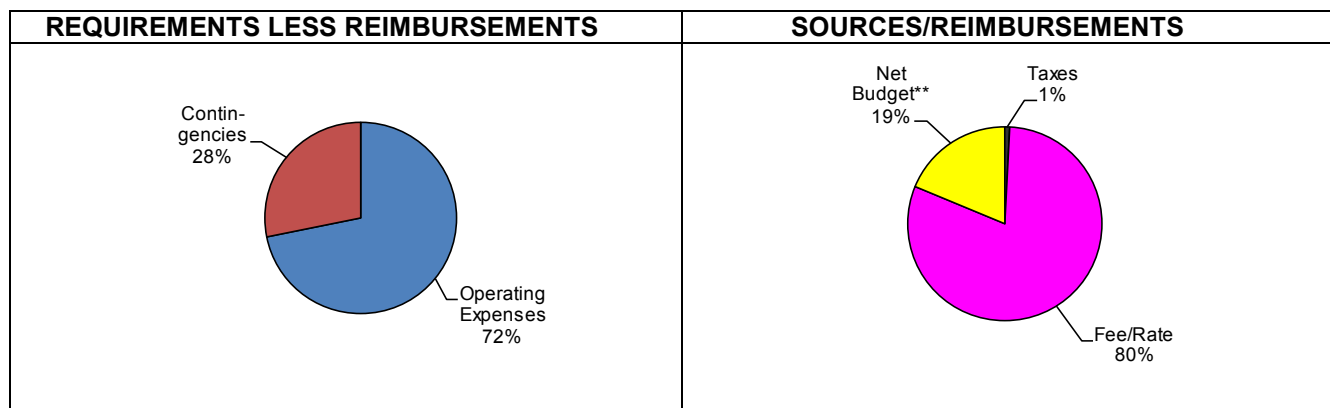 REQUIREMENTS LESS REIMBURSEMENTS
Contin-
gencies
28%
Operating
Expenses
72%
SOURCES/REIMBURSEMENTS
Net
Budget**
19%
Taxes
1%
Fee/Rate
80%